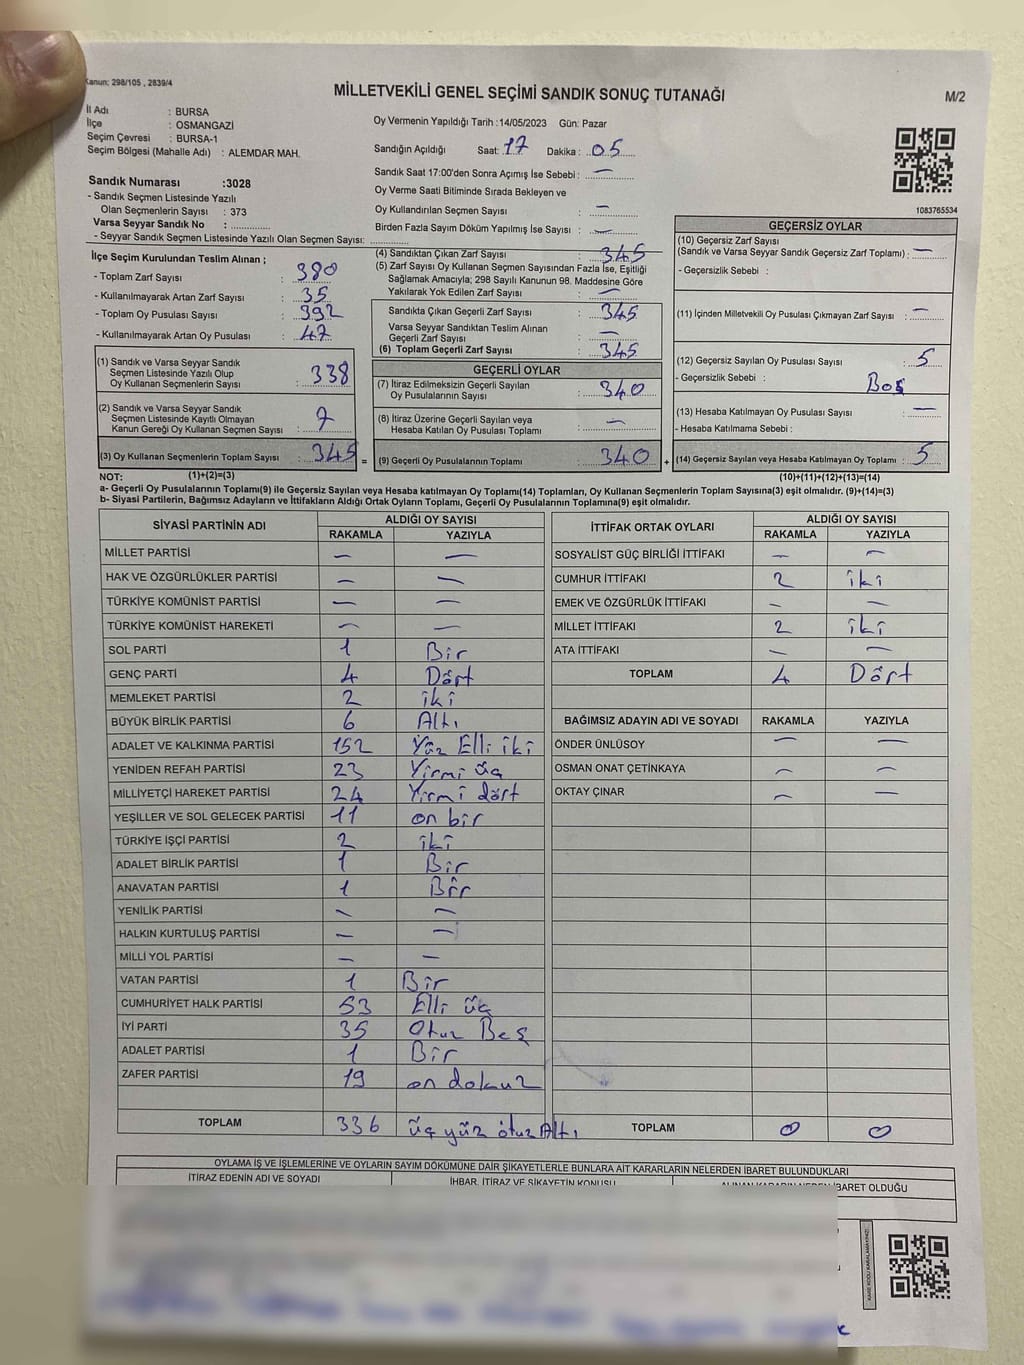 Kanun: 298/105 , 2839/4
MİLLETVEKİLİ GENEL SEÇİMİ SANDIK SONUÇ TUTANAĞI
M/2
İl Adı : BURSA
İlçe : OSMANGAZİ
Seçim Çevresi : BURSA-1
Seçim Bölgesi (Mahalle Adı) : ALEMDAR MAH.
Oy Vermenin Yapıldığı Tarih :14/05/2023 Gün: Pazar
Sandığın Açıldığı Saat: 17 Dakika : 05
Sandık Saat 17:00'den Sonra Açımış İse Sebebi : —
Oy Verme Saati Bitiminde Sırada Bekleyen ve
Oy Kullandırılan Seçmen Sayısı : —
Birden Fazla Sayım Döküm Yapılmış İse Sayısı : —
1083765534
Sandık Numarası :3028
- Sandık Seçmen Listesinde Yazılı
Olan Seçmenlerin Sayısı : 373
Varsa Seyyar Sandık No :
- Seyyar Sandık Seçmen Listesinde Yazılı Olan Seçmen Sayısı:
İlçe Seçim Kurulundan Teslim Alınan ;
- Toplam Zarf Sayısı : 380
- Kullanılmayarak Artan Zarf Sayısı : 35
- Toplam Oy Pusulası Sayısı : 392
- Kullanılmayarak Artan Oy Pusulası : 47
(1) Sandık ve Varsa Seyyar Sandık
Seçmen Listesinde Yazılı Olup
Oy Kullanan Seçmenlerin Sayısı : 338
(2) Sandık ve Varsa Seyyar Sandık
Seçmen Listesinde Kayıtlı Olmayan
Kanun Gereği Oy Kullanan Seçmen Sayısı : 7
(3) Oy Kullanan Seçmenlerin Toplam Sayısı : 345 =
(1)+(2)=(3)
(4) Sandıktan Çıkan Zarf Sayısı : 345
(5) Zarf Sayısı Oy Kullanan Seçmen Sayısından Fazla İse, Eşitliği
Sağlamak Amacıyla; 298 Sayılı Kanunun 98. Maddesine Göre
Yakılarak Yok Edilen Zarf Sayısı : —
Sandıkta Çıkan Geçerli Zarf Sayısı : 345
Varsa Seyyar Sandıktan Teslim Alınan
Geçerli Zarf Sayısı : —
(6) Toplam Geçerli Zarf Sayısı : 345
GEÇERLİ OYLAR
(7) İtiraz Edilmeksizin Geçerli Sayılan
Oy Pusulalarının Sayısı : 340
(8) İtiraz Üzerine Geçerli Sayılan veya
Hesaba Katılan Oy Pusulası Toplamı : —
(9) Geçerli Oy Pusulalarının Toplamı : 340 +
GEÇERSİZ OYLAR
(10) Geçersiz Zarf Sayısı
(Sandık ve Varsa Seyyar Sandık Geçersiz Zarf Toplamı) : —
- Geçersizlik Sebebi :
(11) İçinden Milletvekili Oy Pusulası Çıkmayan Zarf Sayısı : —
(12) Geçersiz Sayılan Oy Pusulası Sayısı : 5
- Geçersizlik Sebebi : Boş
(13) Hesaba Katılmayan Oy Pusulası Sayısı : —
- Hesaba Katılmama Sebebi :
(14) Geçersiz Sayılan veya Hesaba Katılmayan Oy Toplamı : 5
(10)+(11)+(12)+(13)=(14)
NOT:
a- Geçerli Oy Pusulalarının Toplamı(9) ile Geçersiz Sayılan veya Hesaba katılmayan Oy Toplamı(14) Toplamları, Oy Kullanan Seçmenlerin Toplam Sayısına(3) eşit olmalıdır. (9)+(14)=(3)
b- Siyasi Partilerin, Bağımsız Adayların ve İttifakların Aldığı Ortak Oyların Toplamı, Geçerli Oy Pusulalarının Toplamına(9) eşit olmalıdır.
SİYASİ PARTİNİN ADI ALDIĞI OY SAYISI
RAKAMLA YAZIYLA
MİLLET PARTİSİ — —
HAK VE ÖZGÜRLÜKLER PARTİSİ — —
TÜRKİYE KOMÜNİST PARTİSİ — —
TÜRKİYE KOMÜNİST HAREKETİ — —
SOL PARTİ 1 Bir
GENÇ PARTİ 4 Dört
MEMLEKET PARTİSİ 2 iki
BÜYÜK BİRLİK PARTİSİ 6 Altı
ADALET VE KALKINMA PARTİSİ 152 Yüz Elli iki
YENİDEN REFAH PARTİSİ 23 Yirmi üç
MİLLİYETÇİ HAREKET PARTİSİ 24 Yirmi dört
YEŞİLLER VE SOL GELECEK PARTİSİ 11 on bir
TÜRKİYE İŞÇİ PARTİSİ 2 iki
ADALET BİRLİK PARTİSİ 1 Bir
ANAVATAN PARTİSİ 1 Bir
YENİLİK PARTİSİ — —
HALKIN KURTULUŞ PARTİSİ — —
MİLLİ YOL PARTİSİ — —
VATAN PARTİSİ 1 Bir
CUMHURİYET HALK PARTİSİ 53 Elli üç
İYİ PARTİ 35 Otuz Beş
ADALET PARTİSİ 1 Bir
ZAFER PARTİSİ 19 on dokuz
TOPLAM 336 üç yüz otuz Altı
İTTİFAK ORTAK OYLARI ALDIĞI OY SAYISI
RAKAMLA YAZIYLA
SOSYALİST GÜÇ BİRLİĞİ İTTİFAKI — —
CUMHUR İTTİFAKI 2 iki
EMEK VE ÖZGÜRLÜK İTTİFAKI — —
MİLLET İTTİFAKI 2 iki
ATA İTTİFAKI — —
TOPLAM 4 Dört
BAĞIMSIZ ADAYIN ADI VE SOYADI RAKAMLA YAZIYLA
ÖNDER ÜNLÜSOY — —
OSMAN ONAT ÇETİNKAYA — —
OKTAY ÇINAR — —
TOPLAM 0 0
OYLAMA İŞ VE İŞLEMLERİNE VE OYLARIN SAYIM DÖKÜMÜNE DAİR ŞİKAYETLERLE BUNLARA AİT KARARLARIN NELERDEN İBARET BULUNDUKLARI
İTİRAZ EDENİN ADI VE SOYADI İHBAR, İTİRAZ VE ŞİKAYETİN KONUSU ALINAN KARARIN NEDEN İBARET OLDUĞU